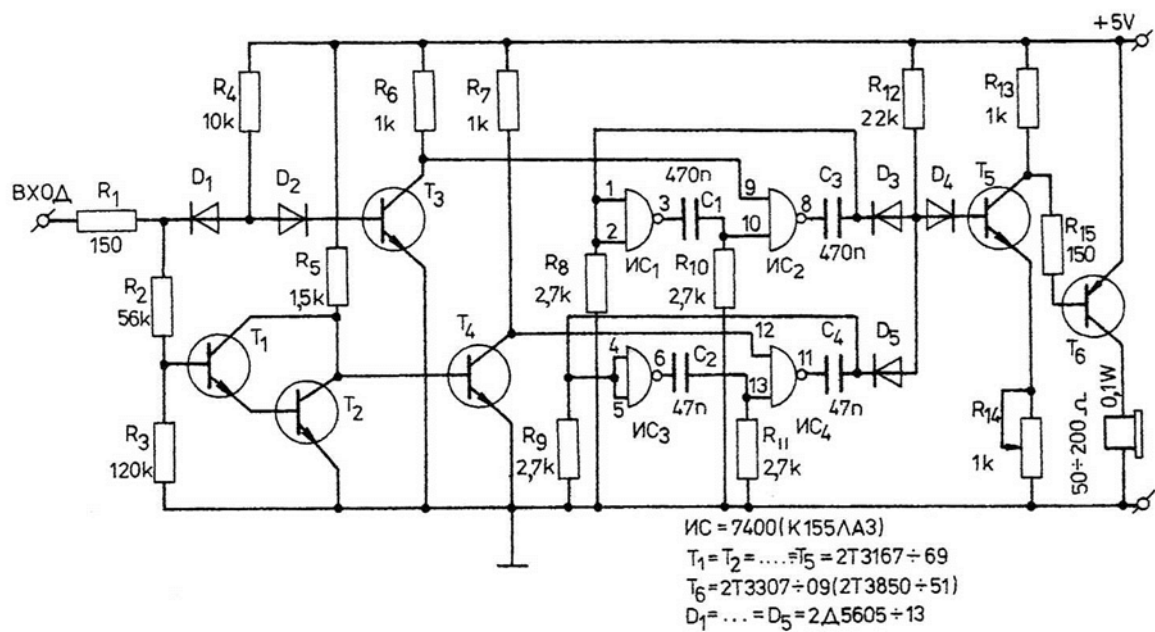 +5V
R4
10k
R6
1k
R7
1k
R12
22k
R13
1k
ВХОД
R1
150
D1
D2
T3
470n
1
2
3
C1
9
10
8
C3
D3
D4
T5
R15
150
R2
56k
R5
1,5k
R8
2,7k
ИС1
R10
2,7k
ИС2
470n
T1
T4
12
C4
D5
T6
4
5
6
C2
13
11
T2
47n
47n
ИС3
ИС4
R3
120k
R9
2,7k
R11
2,7k
R14
1k
50÷200Ω
0,1W
ИС=7400(К155ЛА3)
T1=T2=....=T5=2T3167÷69
T6=2T3307÷09(2T3850÷51)
D1=...=D5=2Д5605÷13